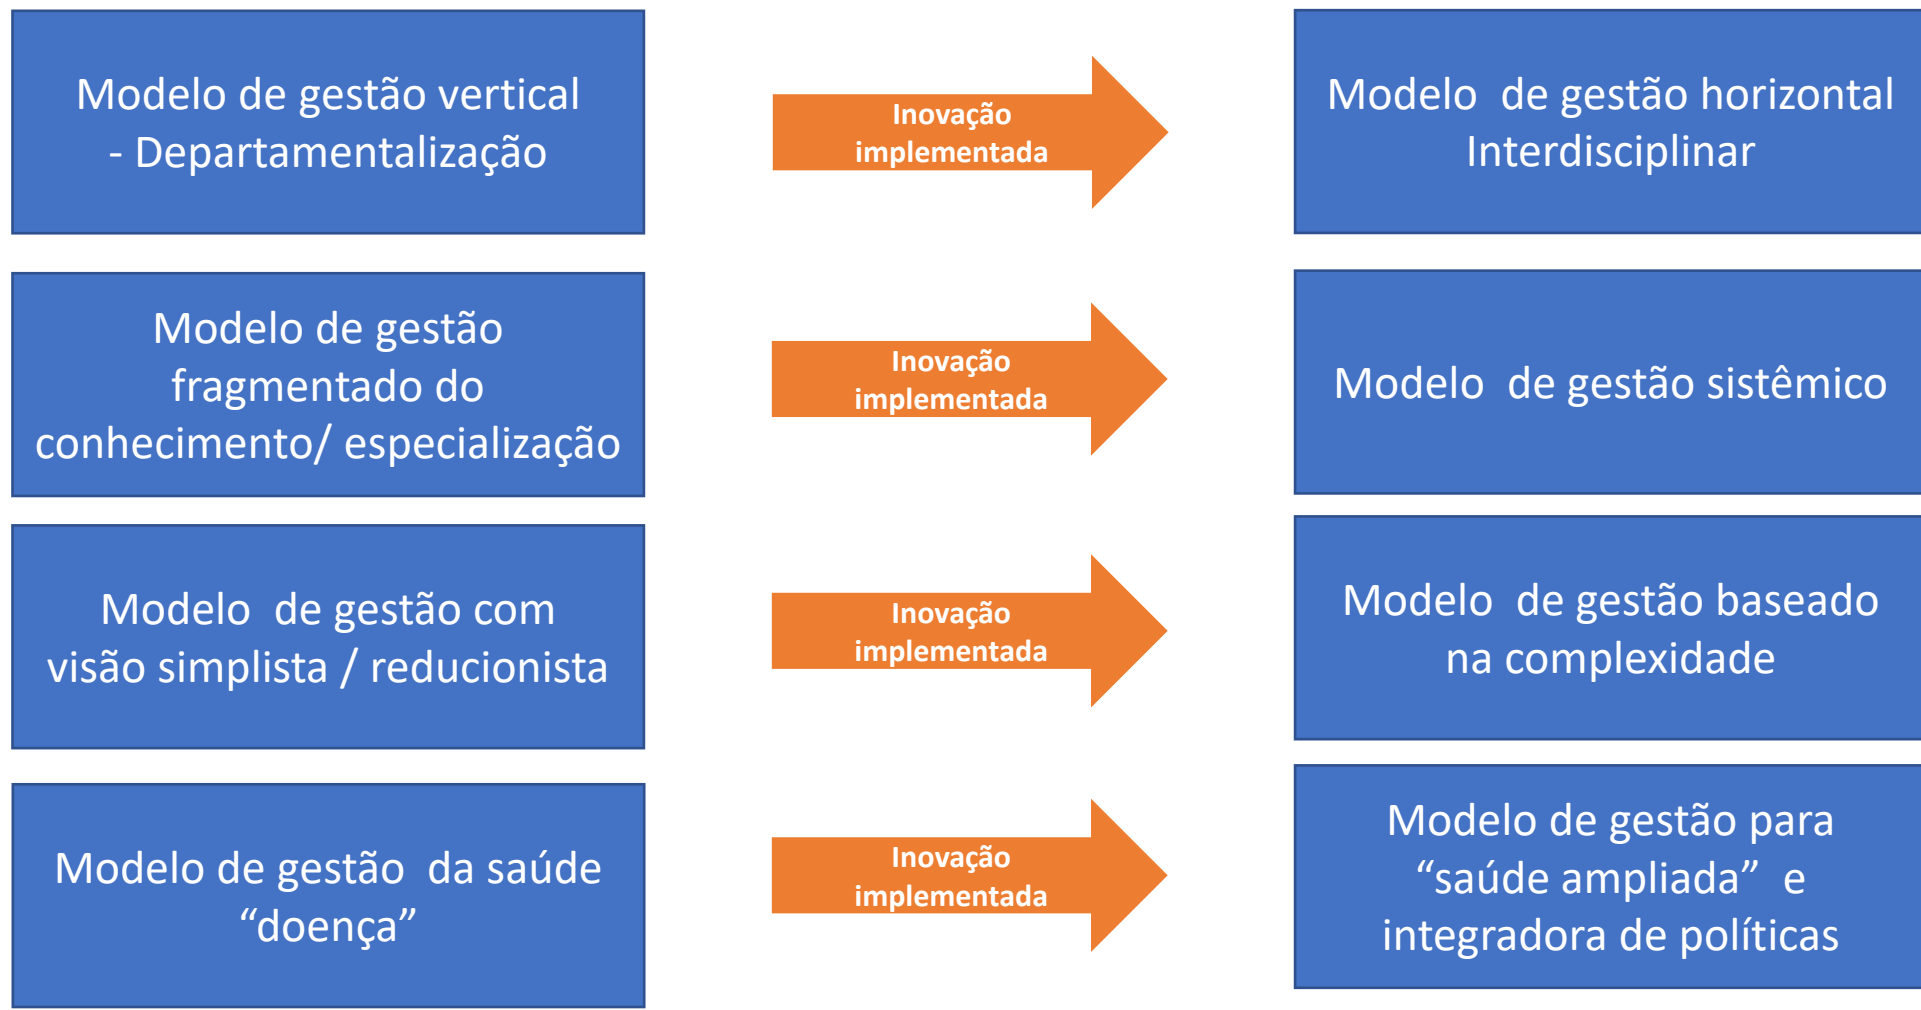 Modelo de gestão vertical
- Departamentalização
Inovação
implementada
Modelo  de gestão horizontal
Interdisciplinar
Modelo de gestão
fragmentado do
conhecimento/ especialização
Inovação
implementada
Modelo  de gestão sistêmico
Modelo  de gestão com
visão simplista / reducionista
Inovação
implementada
Modelo  de gestão baseado
na complexidade
Modelo de gestão  da saúde
“doença”
Inovação
implementada
Modelo de gestão para
“saúde ampliada”  e
integradora de políticas